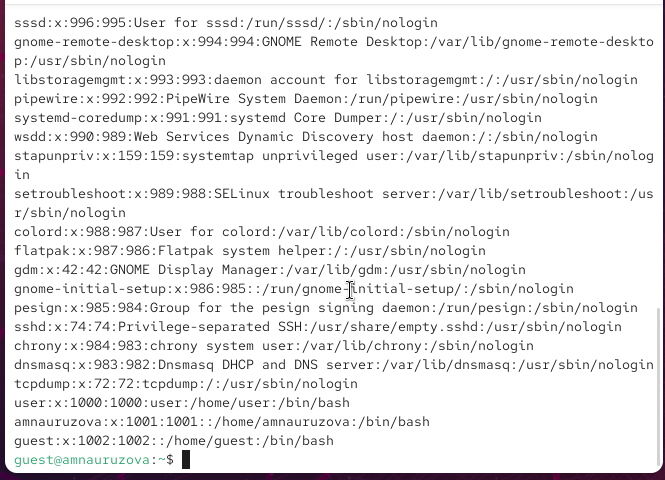 sssd:x:996:995:User for sssd:/run/sssd/:/sbin/nologin
gnome-remote-desktop:x:994:994:GNOME Remote Desktop:/var/lib/gnome-remote-deskto
p:/usr/sbin/nologin
libstoragemgmt:x:993:993:daemon account for libstoragemgmt:/:/usr/sbin/nologin
pipewire:x:992:992:PipeWire System Daemon:/run/pipewire:/usr/sbin/nologin
systemd-coredump:x:991:991:systemd Core Dumper:/:/usr/sbin/nologin
wsdd:x:990:989:Web Services Dynamic Discovery host daemon:/:/sbin/nologin
stapunpriv:x:159:159:systemtap unprivileged user:/var/lib/stapunpriv:/sbin/nolog
in
setroubleshoot:x:989:988:SELinux troubleshoot server:/var/lib/setroubleshoot:/us
r/sbin/nologin
colord:x:988:987:User for colord:/var/lib/colord:/sbin/nologin
flatpak:x:987:986:Flatpak system helper:/:/usr/sbin/nologin
gdm:x:42:42:GNOME Display Manager:/var/lib/gdm:/usr/sbin/nologin
gnome-initial-setup:x:986:985::/run/gnome-initial-setup/:/sbin/nologin
pesign:x:985:984:Group for the pesign signing daemon:/run/pesign:/sbin/nologin
sshd:x:74:74:Privilege-separated SSH:/usr/share/empty.sshd:/usr/sbin/nologin
chrony:x:984:983:chrony system user:/var/lib/chrony:/sbin/nologin
dnsmasq:x:983:982:Dnsmasq DHCP and DNS server:/var/lib/dnsmasq:/usr/sbin/nologin
tcpdump:x:72:72:tcpdump:/:/usr/sbin/nologin
user:x:1000:1000:user:/home/user:/bin/bash
amnauruzova:x:1001:1001::/home/amnauruzova:/bin/bash
guest:x:1002:1002::/home/guest:/bin/bash
guest@amnauruzova:~$